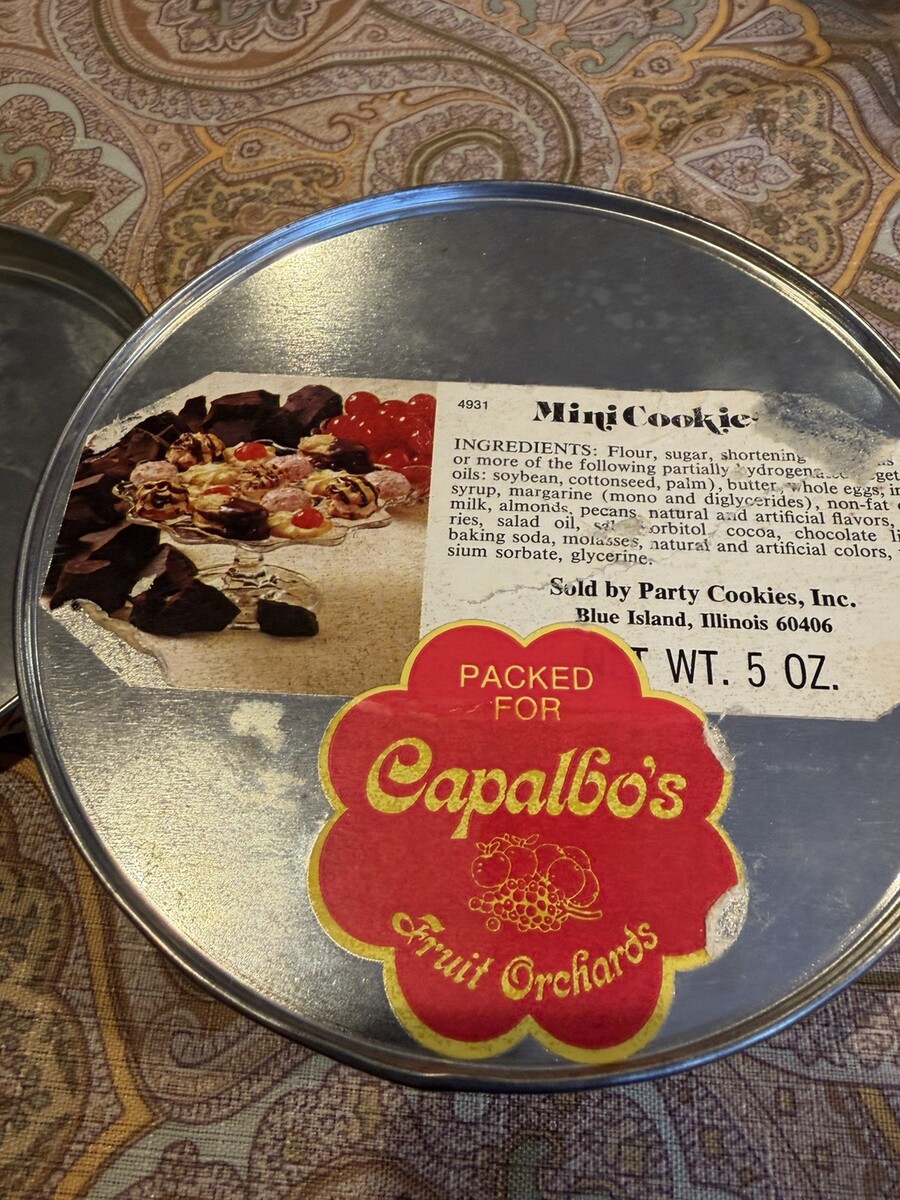 4931
Mini Cookie
INGREDIENTS: Flour, sugar, shortening
or more of the following partially
oils: soybean, cottonseed, palm), butter, whole eggs,
syrup, margarine (mono and diglycerides), non-fat
milk, almonds, pecans, natural and artificial flavors,
ries, salad oil, orbitol, cocoa, chocolate
baking soda, molasses, natural and artificial colors,
sium sorbate, glycerine.
Sold by Party Cookies, Inc.
Blue Island, Illinois 60406
WT. 5 OZ.
PACKED
FOR
Capalbo's
Fruit Orchards